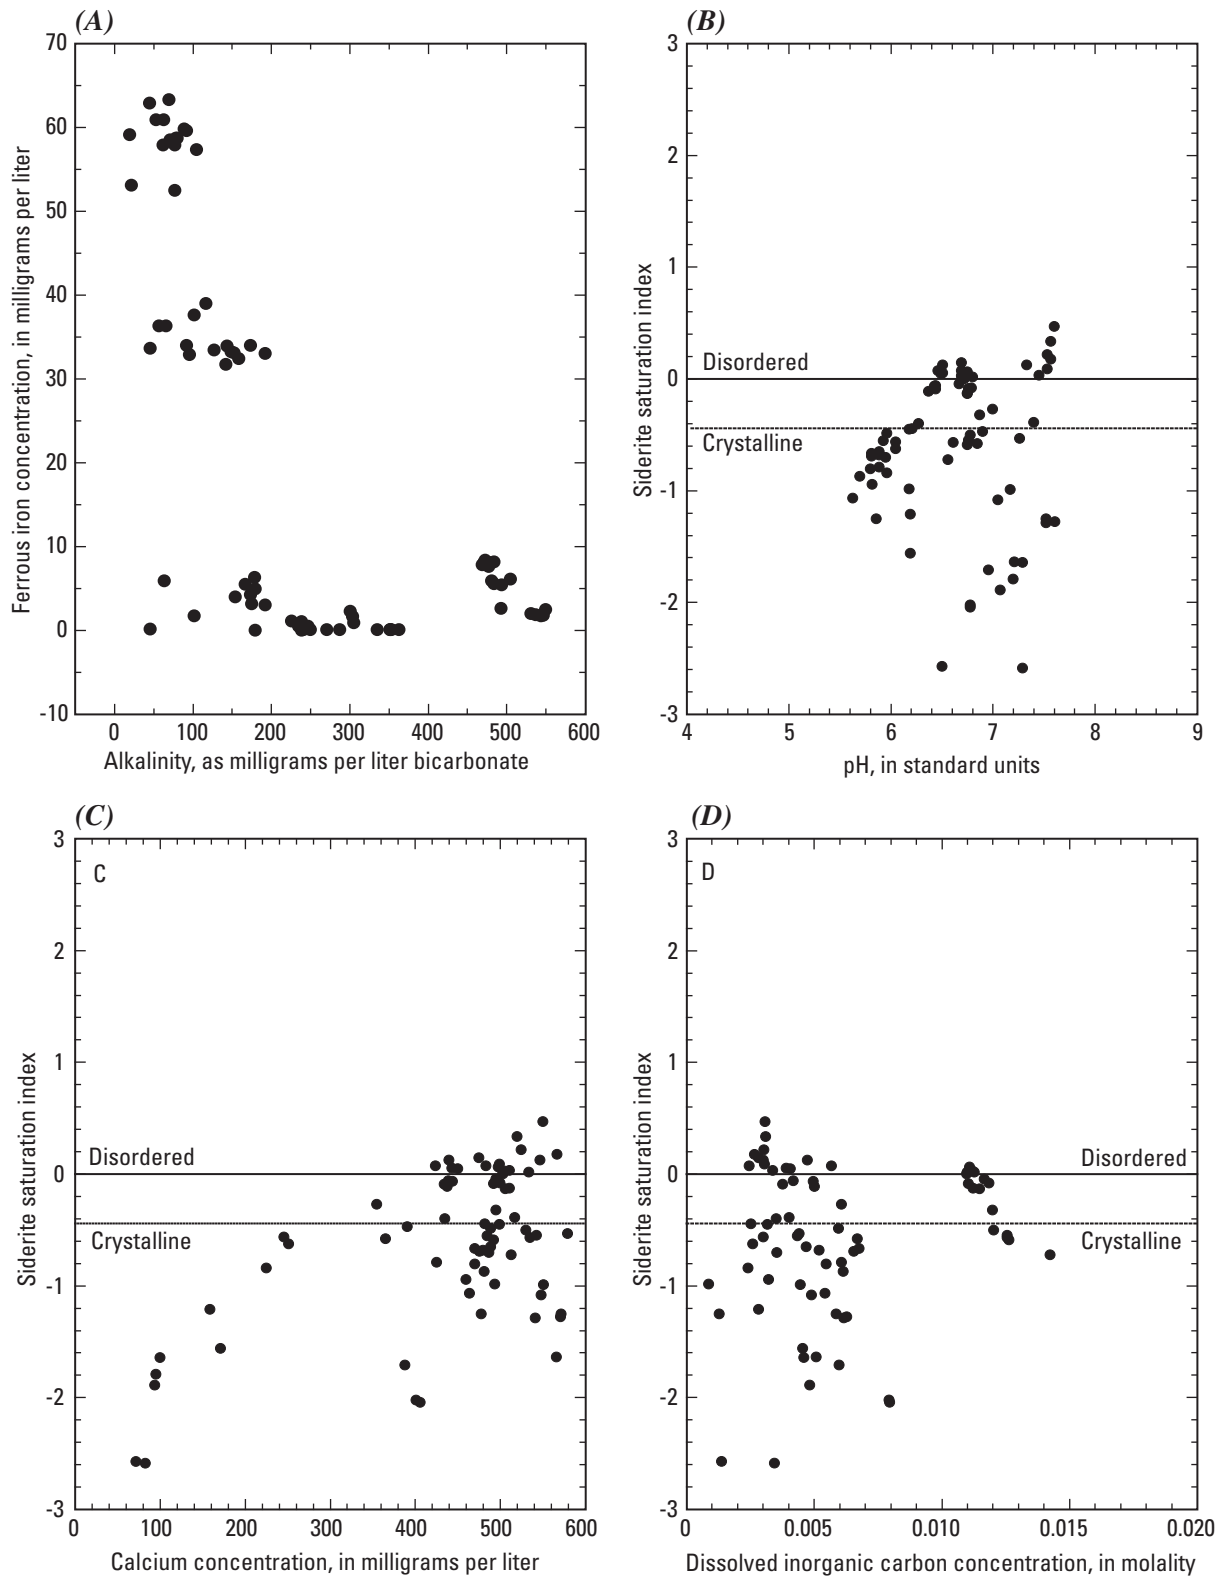 (A)
70
60
50
40
30
20
10
0
-10
Ferrous iron concentration, in milligrams per liter
0 100 200 300 400 500 600
Alkalinity, as milligrams per liter bicarbonate
(B)
3
2
1
0
-1
-2
-3
Siderite saturation index
Disordered
Crystalline
4 5 6 7 8 9
pH, in standard units
(C)
C
3
2
1
0
-1
-2
-3
Siderite saturation index
Disordered
Crystalline
0 100 200 300 400 500 600
Calcium concentration, in milligrams per liter
(D)
D
3
2
1
0
-1
-2
-3
Siderite saturation index
Disordered
Crystalline
0 0.005 0.010 0.015 0.020
Dissolved inorganic carbon concentration, in molality